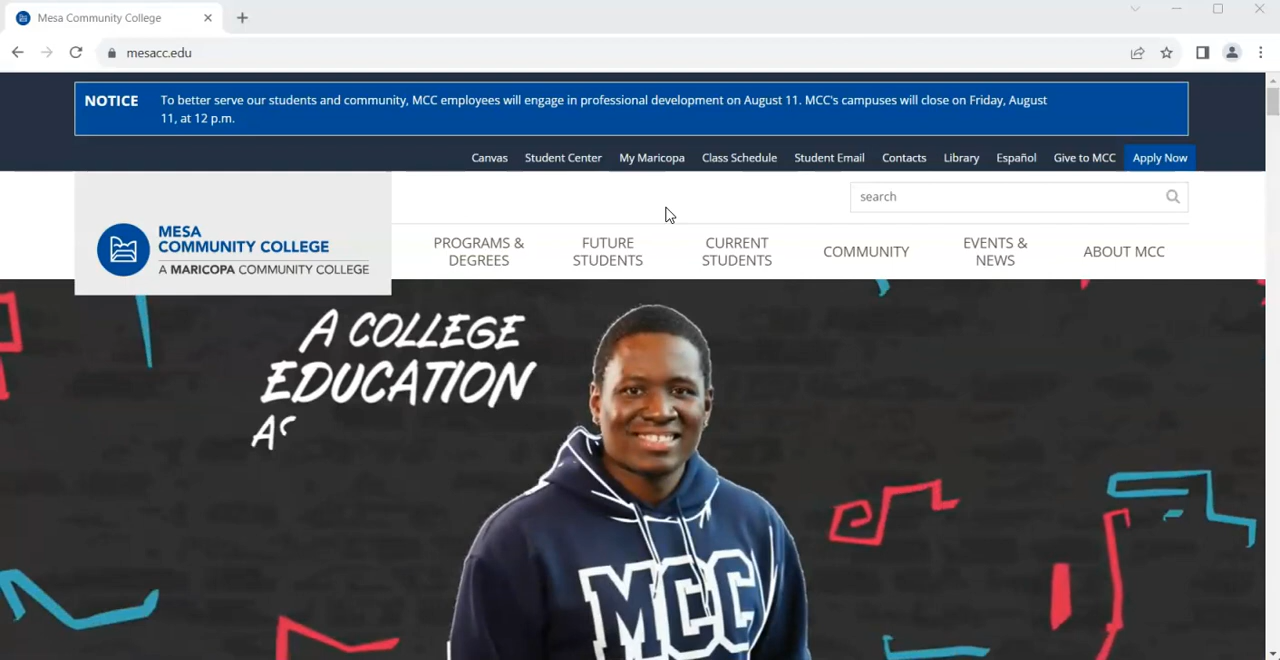 Mesa Community College
mesacc.edu
NOTICE To better serve our students and community, MCC employees will engage in professional development on August 11. MCC's campuses will close on Friday, August
11, at 12 p.m.
Canvas Student Center My Maricopa Class Schedule Student Email Contacts Library Español Give to MCC Apply Now
search
MESA
COMMUNITY COLLEGE
A MARICOPA COMMUNITY COLLEGE
PROGRAMS &
DEGREES
FUTURE
STUDENTS
CURRENT
STUDENTS
COMMUNITY
EVENTS &
NEWS
ABOUT MCC
A COLLEGE
EDUCATION
MCC